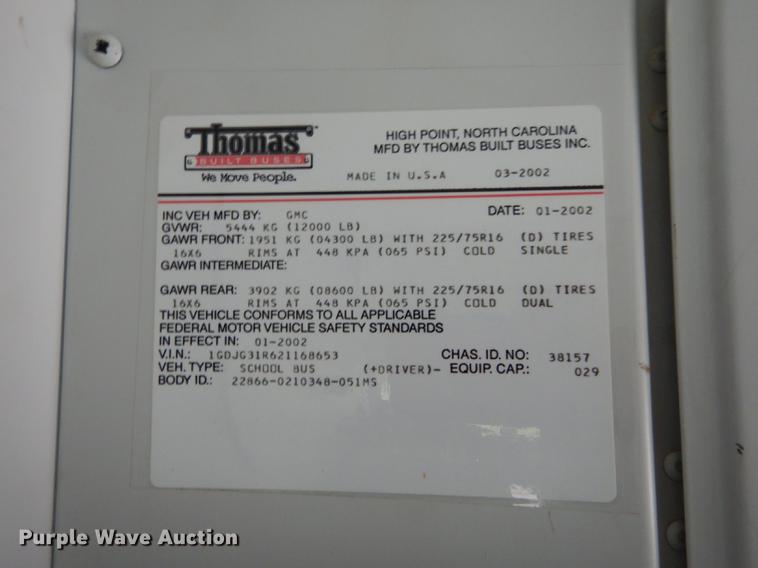 Thomas
BUILT BUSES
We Move People.
HIGH POINT, NORTH CAROLINA
MFD BY THOMAS BUILT BUSES INC.
MADE IN U.S.A 03-2002
INC VEH MFD BY: GMC DATE: 01-2002
GVWR: 5444 KG (12000 LB)
GAWR FRONT: 1951 KG (04300 LB) WITH 225/75R16 (D) TIRES
16X6 RIMS AT 448 KPA (065 PSI) COLD SINGLE
GAWR INTERMEDIATE:
GAWR REAR: 3902 KG (08600 LB) WITH 225/75R16 (D) TIRES
16X6 RIMS AT 448 KPA (065 PSI) COLD DUAL
THIS VEHICLE CONFORMS TO ALL APPLICABLE
FEDERAL MOTOR VEHICLE SAFETY STANDARDS
IN EFFECT IN: 01-2002
V.I.N.: 1GDJG31R621168653 CHAS. ID. NO: 38157
VEH. TYPE: SCHOOL BUS (+DRIVER)- EQUIP. CAP.: 029
BODY ID.: 22866-0210348-051MS
Purple Wave Auction